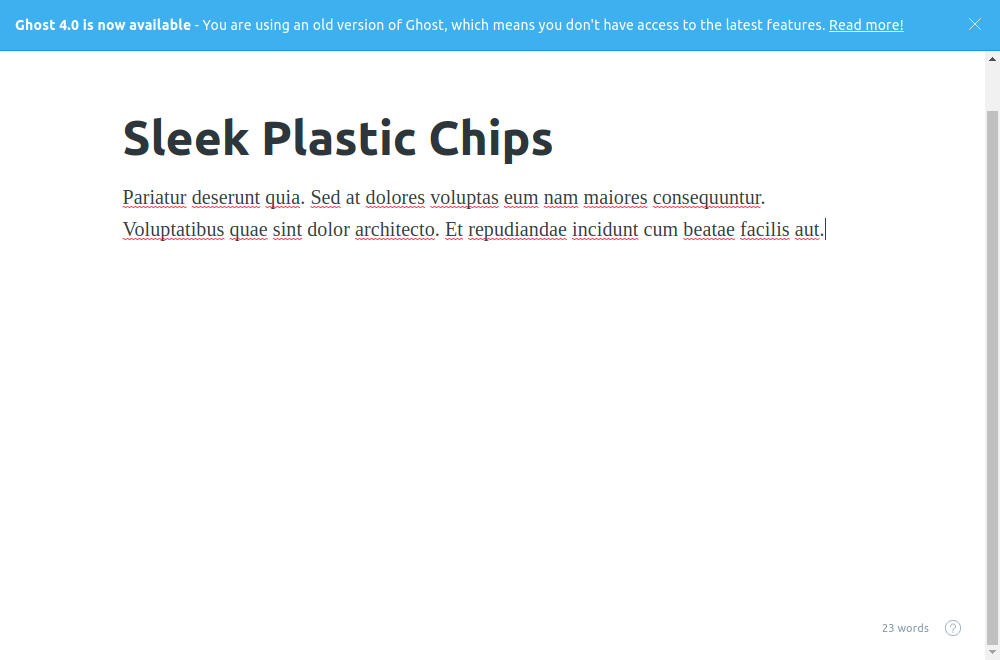 Ghost 4.0 is now available - You are using an old version of Ghost, which means you don't have access to the latest features. Read more!
Sleek Plastic Chips
Pariatur deserunt quia. Sed at dolores voluptas eum nam maiores consequuntur.
Voluptatibus quae sint dolor architecto. Et repudiandae incidunt cum beatae facilis aut.
23 words ?